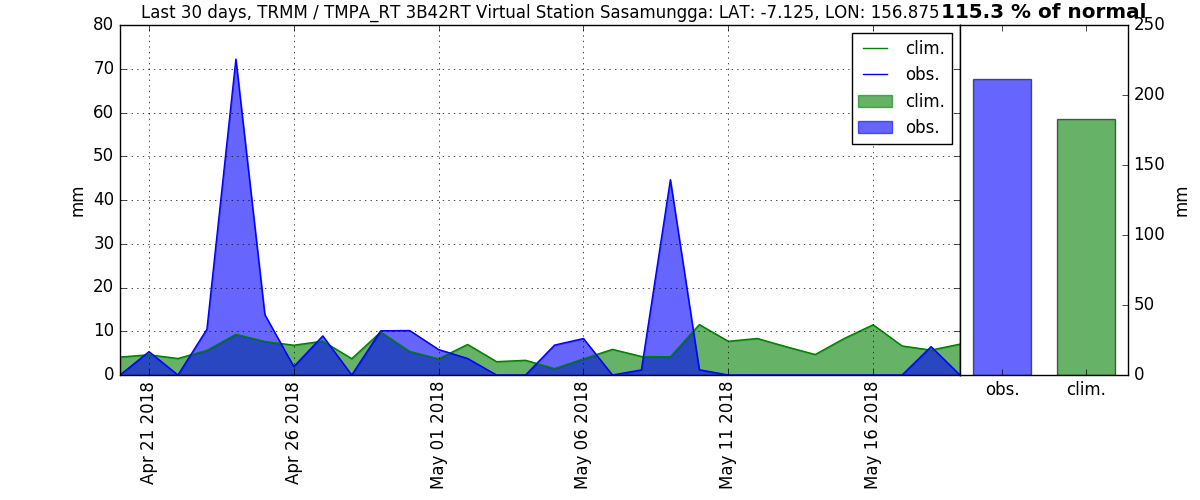 Last 30 days, TRMM / TMPA_RT 3B42RT Virtual Station Sasamungga: LAT: -7.125, LON: 156.875
115.3 % of normal
80
70
60
50
40
30
20
10
0
mm
clim.
obs.
clim.
obs.
Apr 21 2018
Apr 26 2018
May 01 2018
May 06 2018
May 11 2018
May 16 2018
250
200
150
100
50
0
mm
obs.
clim.